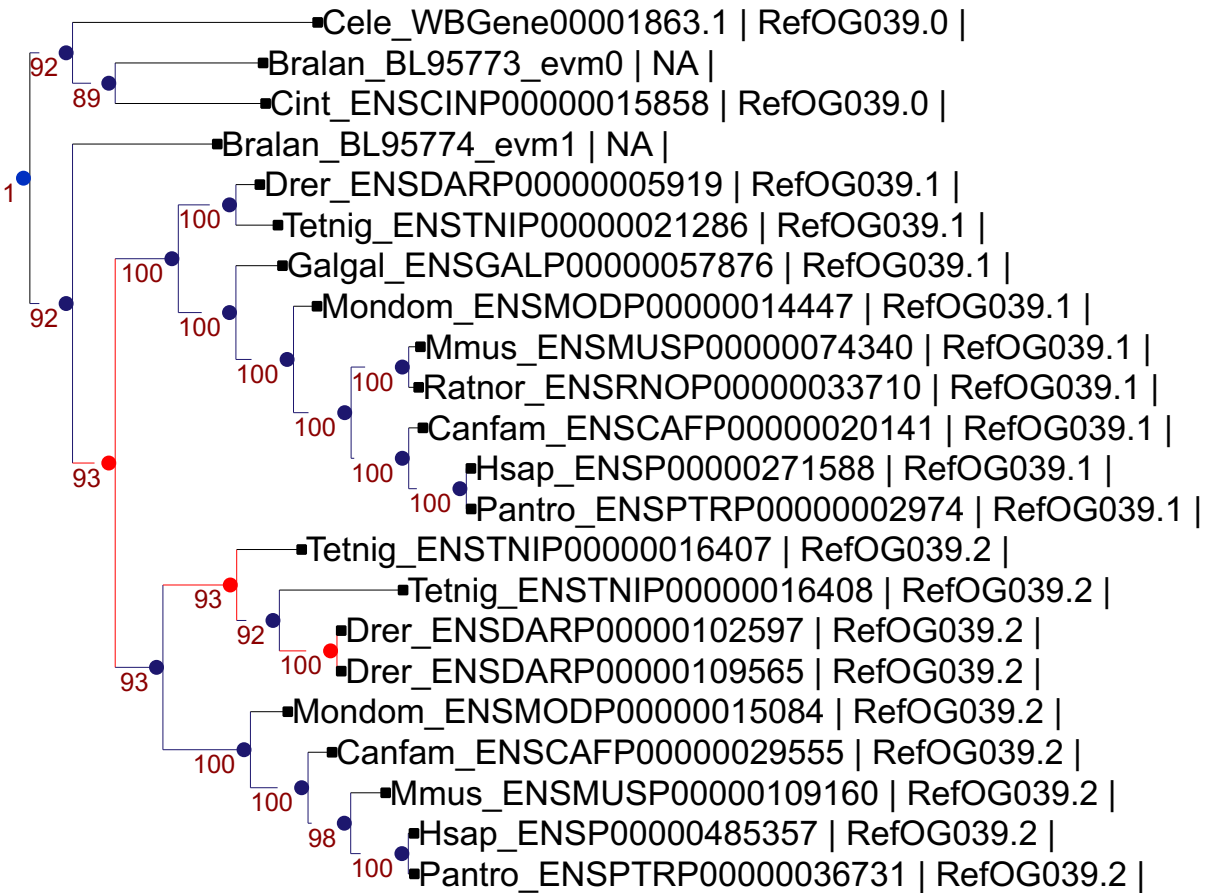 Cele_WBGene00001863.1 | RefOG039.0 |
92
Bralan_BL95773_evm0 | NA |
89
Cint_ENSCINP00000015858 | RefOG039.0 |
Bralan_BL95774_evm1 | NA |
1
Drer_ENSDARP00000005919 | RefOG039.1 |
100
Tetnig_ENSTNIP00000021286 | RefOG039.1 |
100
Galgal_ENSGALP00000057876 | RefOG039.1 |
Mondom_ENSMODP00000014447 | RefOG039.1 |
92
100
Mmus_ENSMUSP00000074340 | RefOG039.1 |
100
100
Ratnor_ENSRNOP00000033710 | RefOG039.1 |
100
Canfam_ENSCAFP00000020141 | RefOG039.1 |
93
100
Hsap_ENSP00000271588 | RefOG039.1 |
100
Pantro_ENSPTRP00000002974 | RefOG039.1 |
Tetnig_ENSTNIP00000016407 | RefOG039.2 |
93
Tetnig_ENSTNIP00000016408 | RefOG039.2 |
92
Drer_ENSDARP00000102597 | RefOG039.2 |
100
Drer_ENSDARP00000109565 | RefOG039.2 |
93
Mondom_ENSMODP00000015084 | RefOG039.2 |
100
Canfam_ENSCAFP00000029555 | RefOG039.2 |
100
Mmus_ENSMUSP00000109160 | RefOG039.2 |
98
Hsap_ENSP00000485357 | RefOG039.2 |
100
Pantro_ENSPTRP00000036731 | RefOG039.2 |